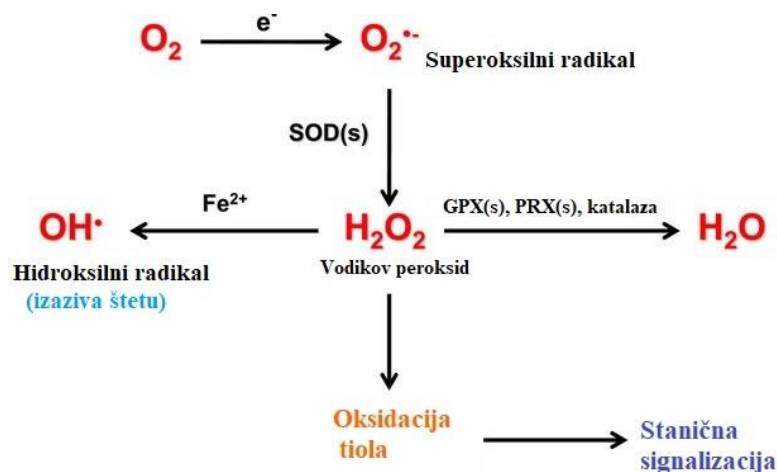 O₂
e⁻
O₂•⁻
Superoksilni radikal
SOD(s)
OH•
Fe²⁺
H₂O₂
GPX(s), PRX(s), katalaza
H₂O
Hidroksilni radikal
(izaziva štetu)
Vodikov peroksid
Oksidacija
tiola
Stanična
signalizacija